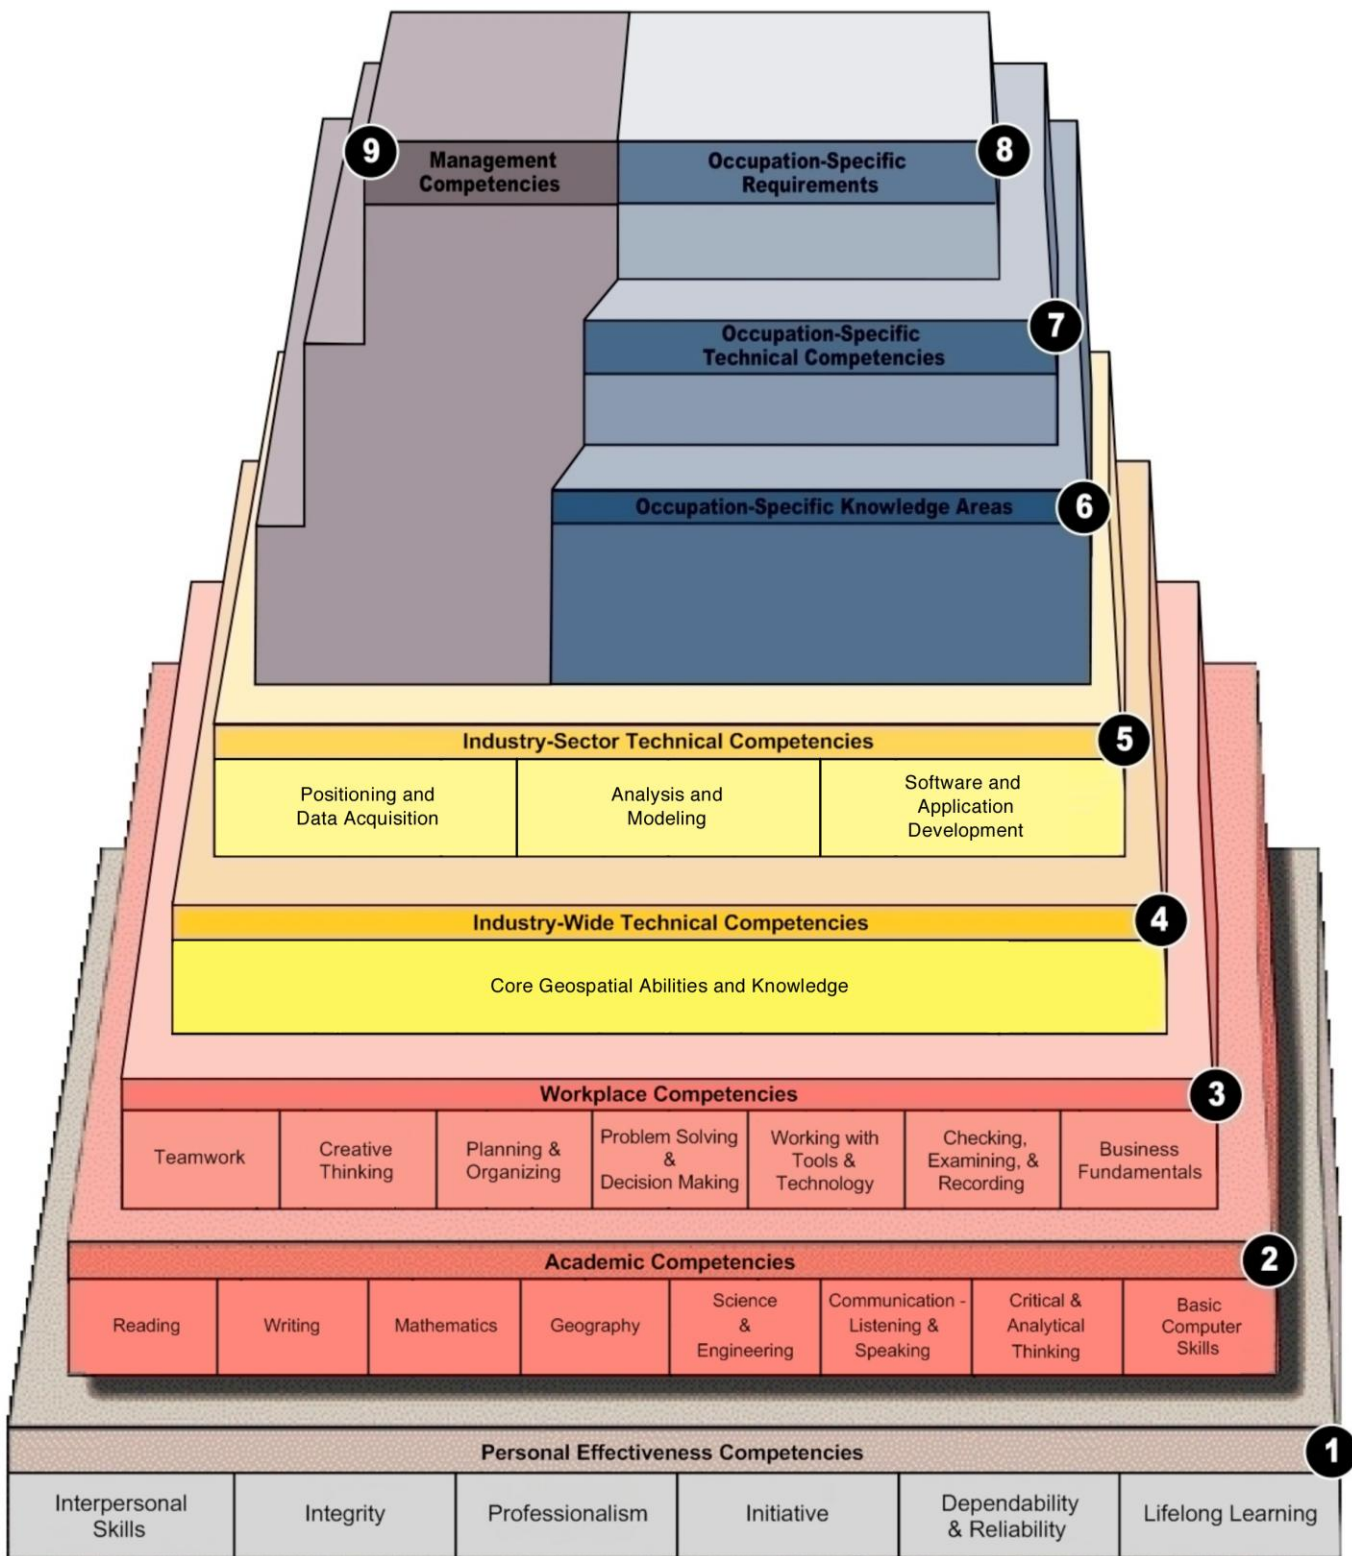 9
Management
Competencies
Occupation-Specific
Requirements
8
Occupation-Specific
Technical Competencies
7
Occupation-Specific Knowledge Areas
6
Industry-Sector Technical Competencies
5
Positioning and
Data Acquisition
Analysis and
Modeling
Software and
Application
Development
Industry-Wide Technical Competencies
4
Core Geospatial Abilities and Knowledge
Workplace Competencies
3
Teamwork
Creative
Thinking
Planning &
Organizing
Problem Solving
&
Decision Making
Working with
Tools &
Technology
Checking,
Examining, &
Recording
Business
Fundamentals
Academic Competencies
2
Reading
Writing
Mathematics
Geography
Science
&
Engineering
Communication -
Listening &
Speaking
Critical &
Analytical
Thinking
Basic
Computer
Skills
Personal Effectiveness Competencies
1
Interpersonal
Skills
Integrity
Professionalism
Initiative
Dependability
& Reliability
Lifelong Learning